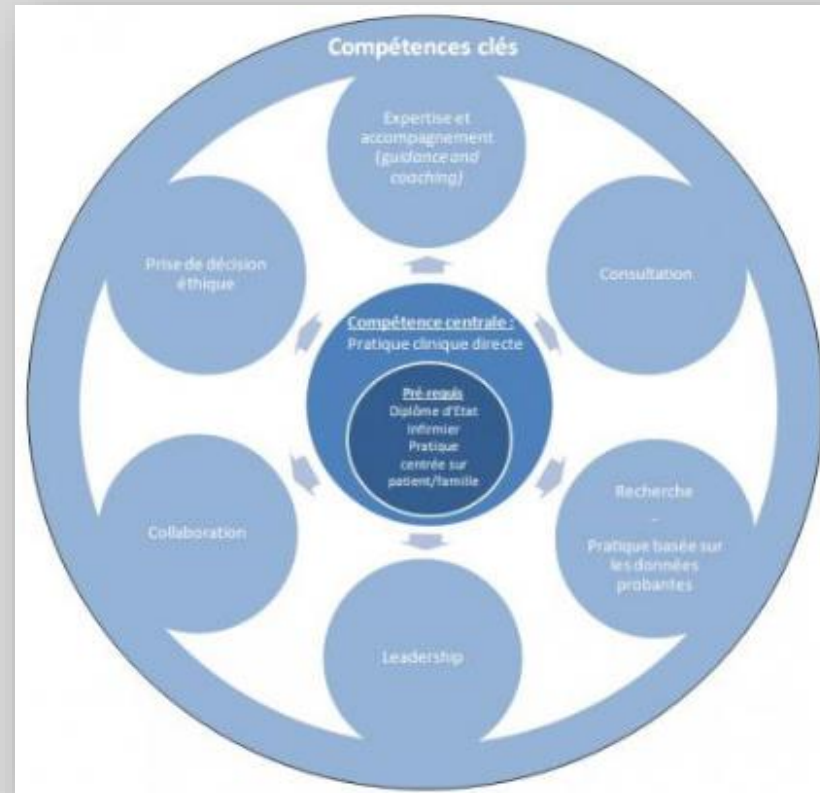 Compétences clés
Expertise et
accompagnement
(guidance and
coaching)
Prise de décision
éthique
Consultation
Compétence centrale :
Pratique clinique directe
Pré requis
Diplôme d'Etat
Infirmier
Pratique
centrée sur
patient/famille
Collaboration
Recherche
-
Pratique basée sur
les données
probantes
Leadership